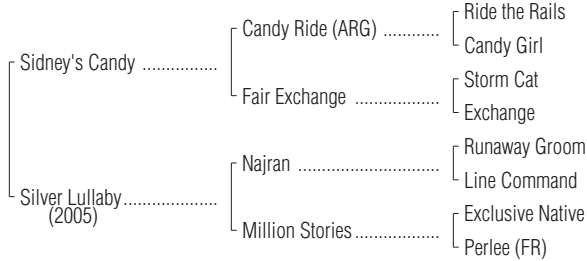 Ride the Rails
Candy Ride (ARG) ............
Candy Girl
Sidney's Candy .................
Storm Cat
Fair Exchange ..................
Exchange
Runaway Groom
Najran .............................
Line Command
Silver Lullaby....................
(2005)
Exclusive Native
Million Stories..................
Perlee (FR)